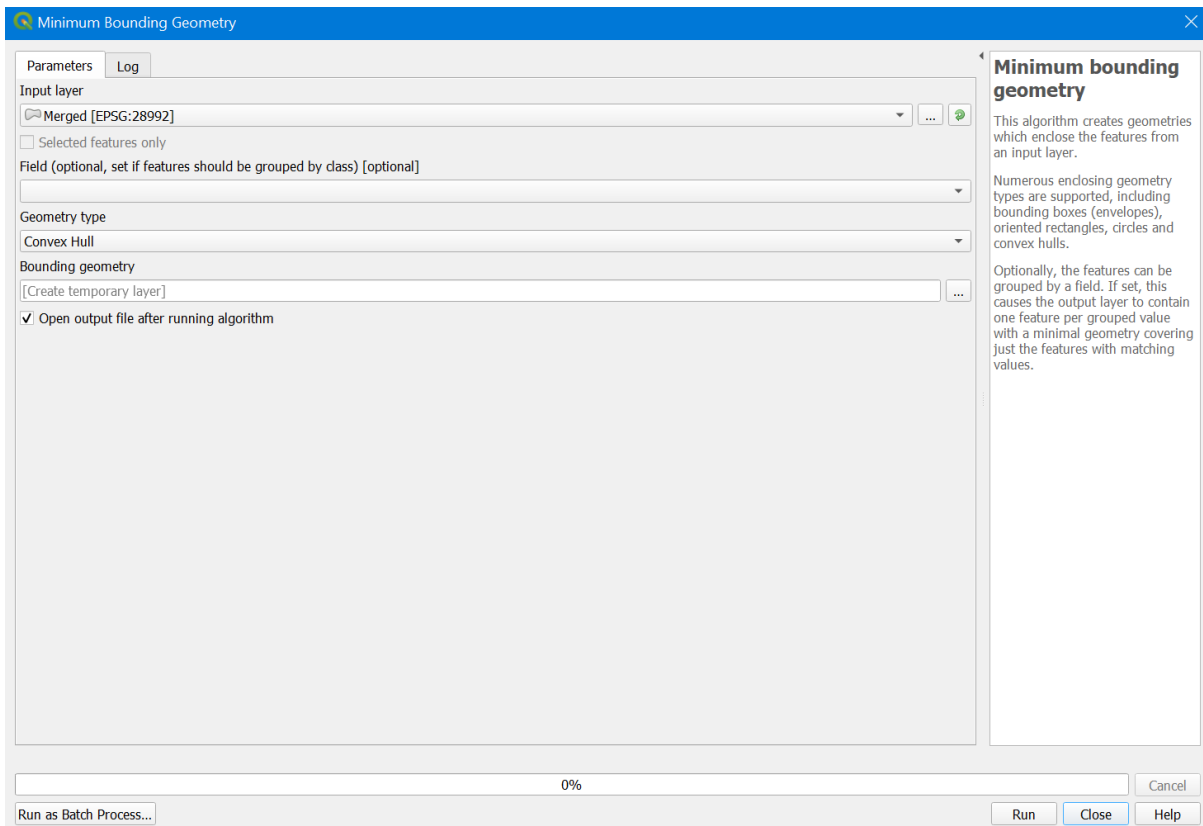 Minimum Bounding Geometry
Parameters
Log
Input layer
Merged [EPSG:28992]
...
Selected features only
Field (optional, set if features should be grouped by class) [optional]
Geometry type
Convex Hull
Bounding geometry
[Create temporary layer]
...
Open output file after running algorithm
Minimum bounding
geometry
This algorithm creates geometries
which enclose the features from
an input layer.
Numerous enclosing geometry
types are supported, including
bounding boxes (envelopes),
oriented rectangles, circles and
convex hulls.
Optionally, the features can be
grouped by a field. If set, this
causes the output layer to contain
one feature per grouped value
with a minimal geometry covering
just the features with matching
values.
0%
Cancel
Run as Batch Process...
Run
Close
Help